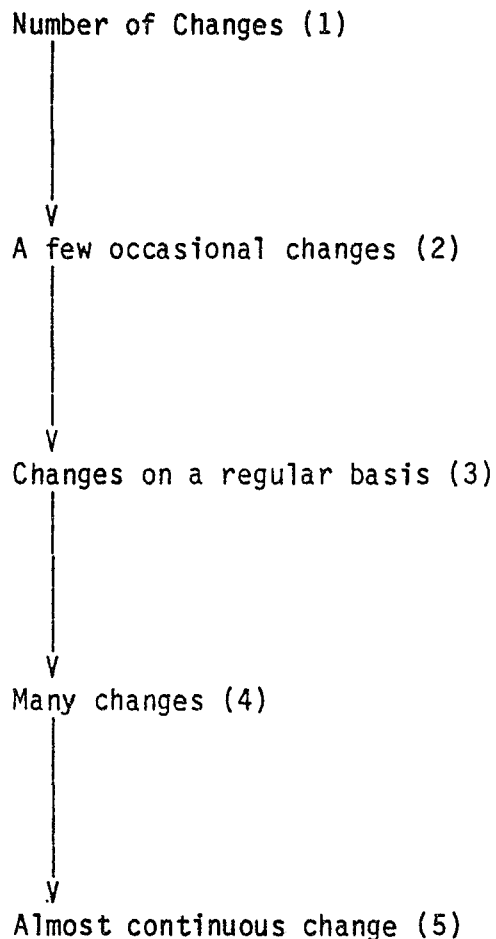 Number of Changes (1)
A few occasional changes (2)
Changes on a regular basis (3)
Many changes (4)
Almost continuous change (5)